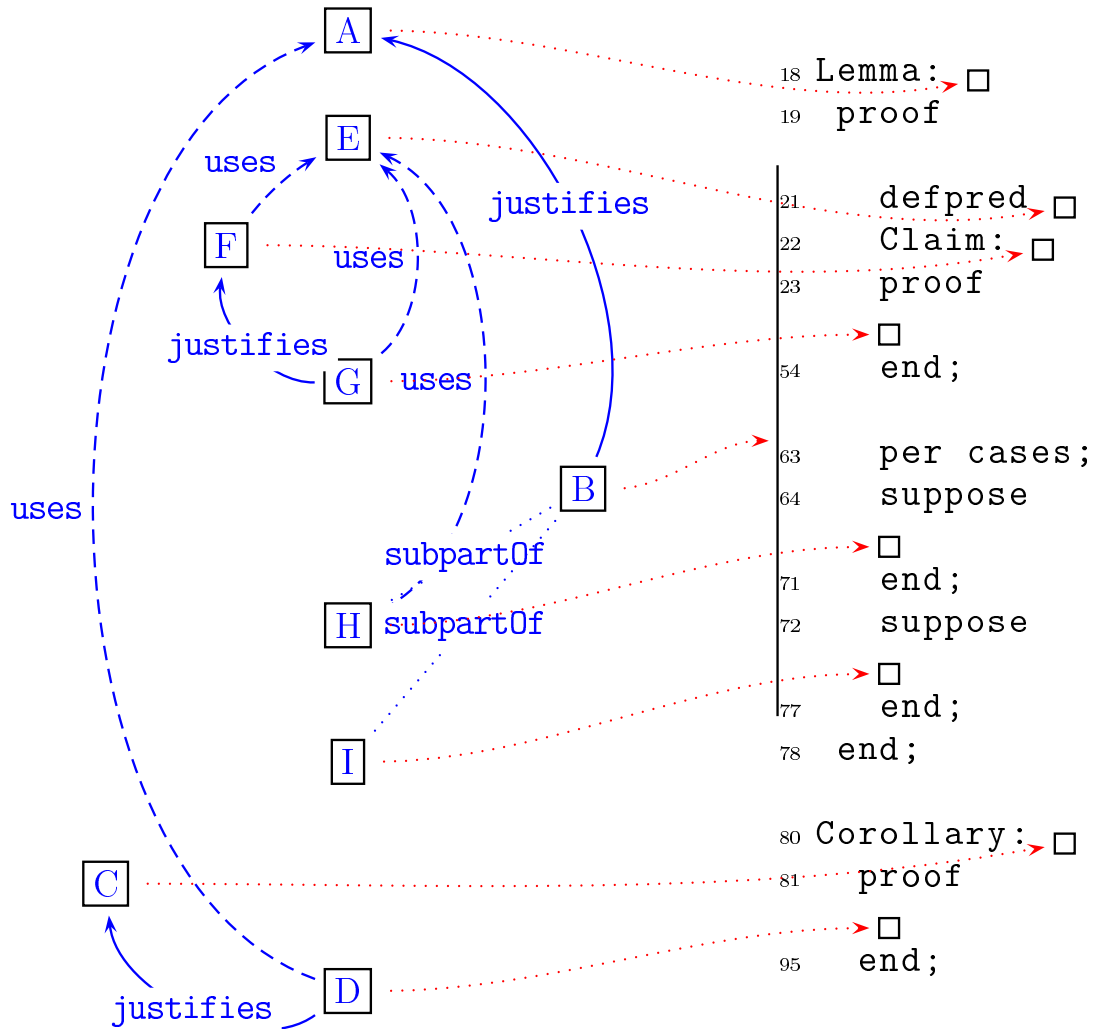 A
18 Lemma:
19 proof
E
uses
justifies
21 defpred
F
22 Claim:
uses
23 proof
justifies
G
uses
54 end;
63 per cases;
B
64 suppose
uses
subpartOf
71 end;
H
subpartOf
72 suppose
77 end;
78 end;
I
80 Corollary:
C
81 proof
95 end;
D
justifies